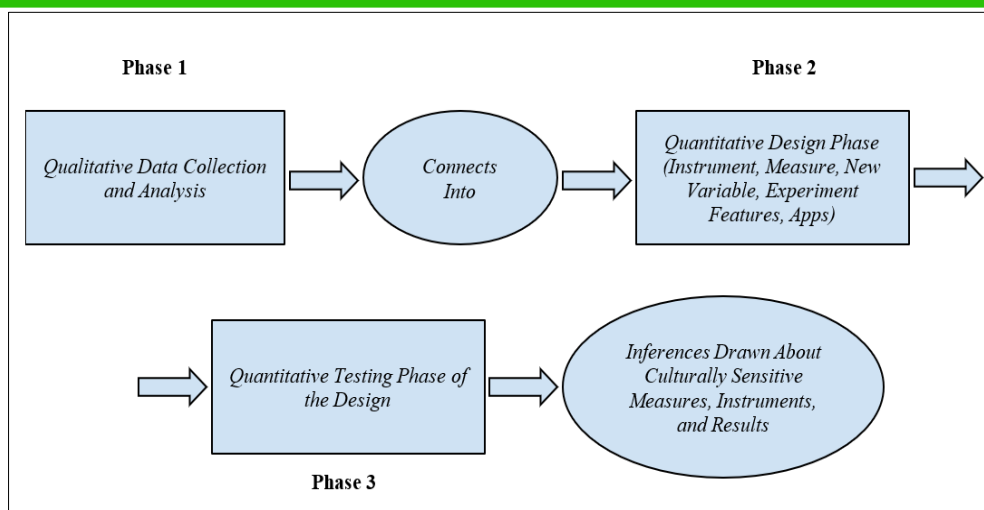 Phase 1
Phase 2
Qualitative Data Collection
and Analysis
Connects
Into
Quantitative Design Phase
(Instrument, Measure, New
Variable, Experiment
Features, Apps)
Quantitative Testing Phase of
the Design
Inferences Drawn About
Culturally Sensitive
Measures, Instruments,
and Results
Phase 3